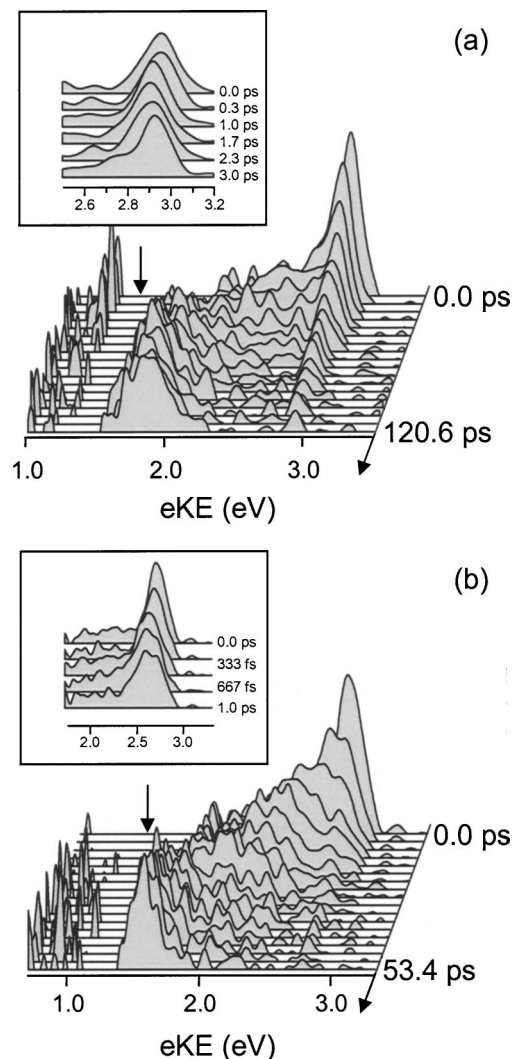 (a)
0.0 ps
0.3 ps
1.0 ps
1.7 ps
2.3 ps
3.0 ps
2.6 2.8 3.0 3.2
0.0 ps
120.6 ps
1.0 2.0 3.0
eKE (eV)
(b)
0.0 ps
333 fs
667 fs
1.0 ps
2.0 2.5 3.0
0.0 ps
53.4 ps
1.0 2.0 3.0
eKE (eV)